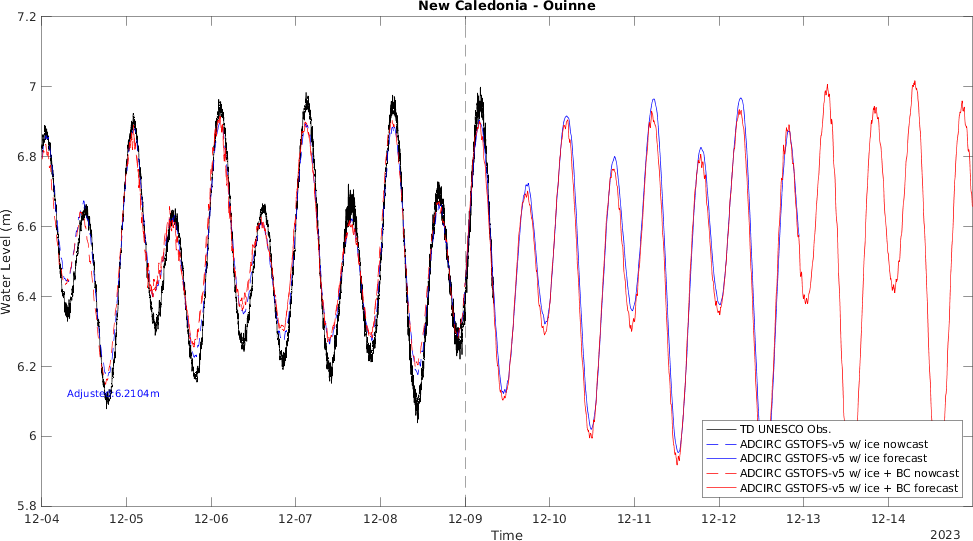 New Caledonia - Ouinne
7.2
7
6.8
6.6
6.4
6.2
6
5.8
Water Level (m)
Adjusted:6.2104m
TD UNESCO Obs.
ADCIRC GSTOFS-v5 w/ ice nowcast
ADCIRC GSTOFS-v5 w/ ice forecast
ADCIRC GSTOFS-v5 w/ ice + BC nowcast
ADCIRC GSTOFS-v5 w/ ice + BC forecast
12-04 12-05 12-06 12-07 12-08 12-09 12-10 12-11 12-12 12-13 12-14
Time
2023